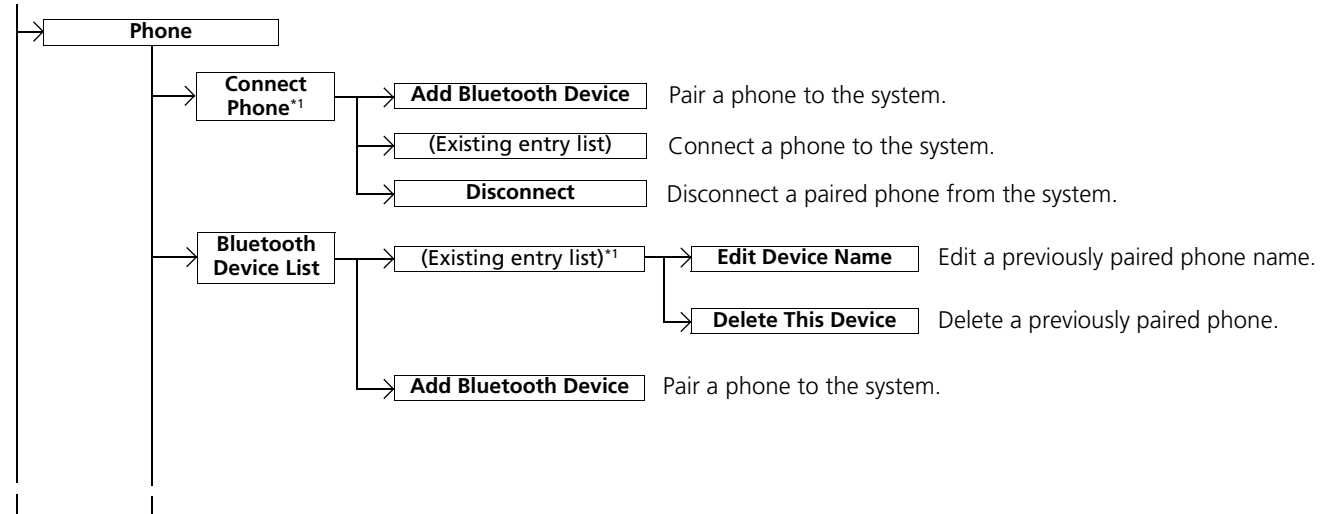 Phone
Connect
Phone*1
Add Bluetooth Device Pair a phone to the system.
(Existing entry list) Connect a phone to the system.
Disconnect Disconnect a paired phone from the system.
Bluetooth
Device List
(Existing entry list)*1 Edit Device Name Edit a previously paired phone name.
Delete This Device Delete a previously paired phone.
Add Bluetooth Device Pair a phone to the system.